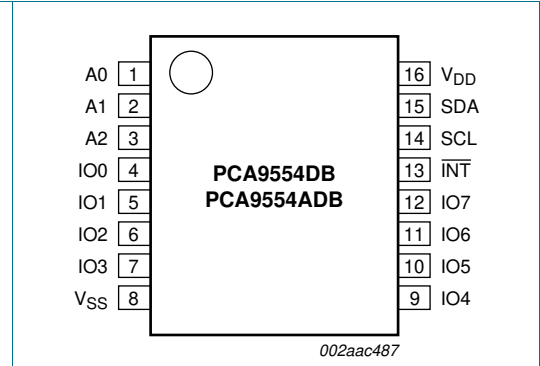 A0 1
A1 2
A2 3
IO0 4
IO1 5
IO2 6
IO3 7
VSS 8
PCA9554DB
PCA9554ADB
16 VDD
15 SDA
14 SCL
13 I̅N̅T̅
12 IO7
11 IO6
10 IO5
9 IO4
002aac487